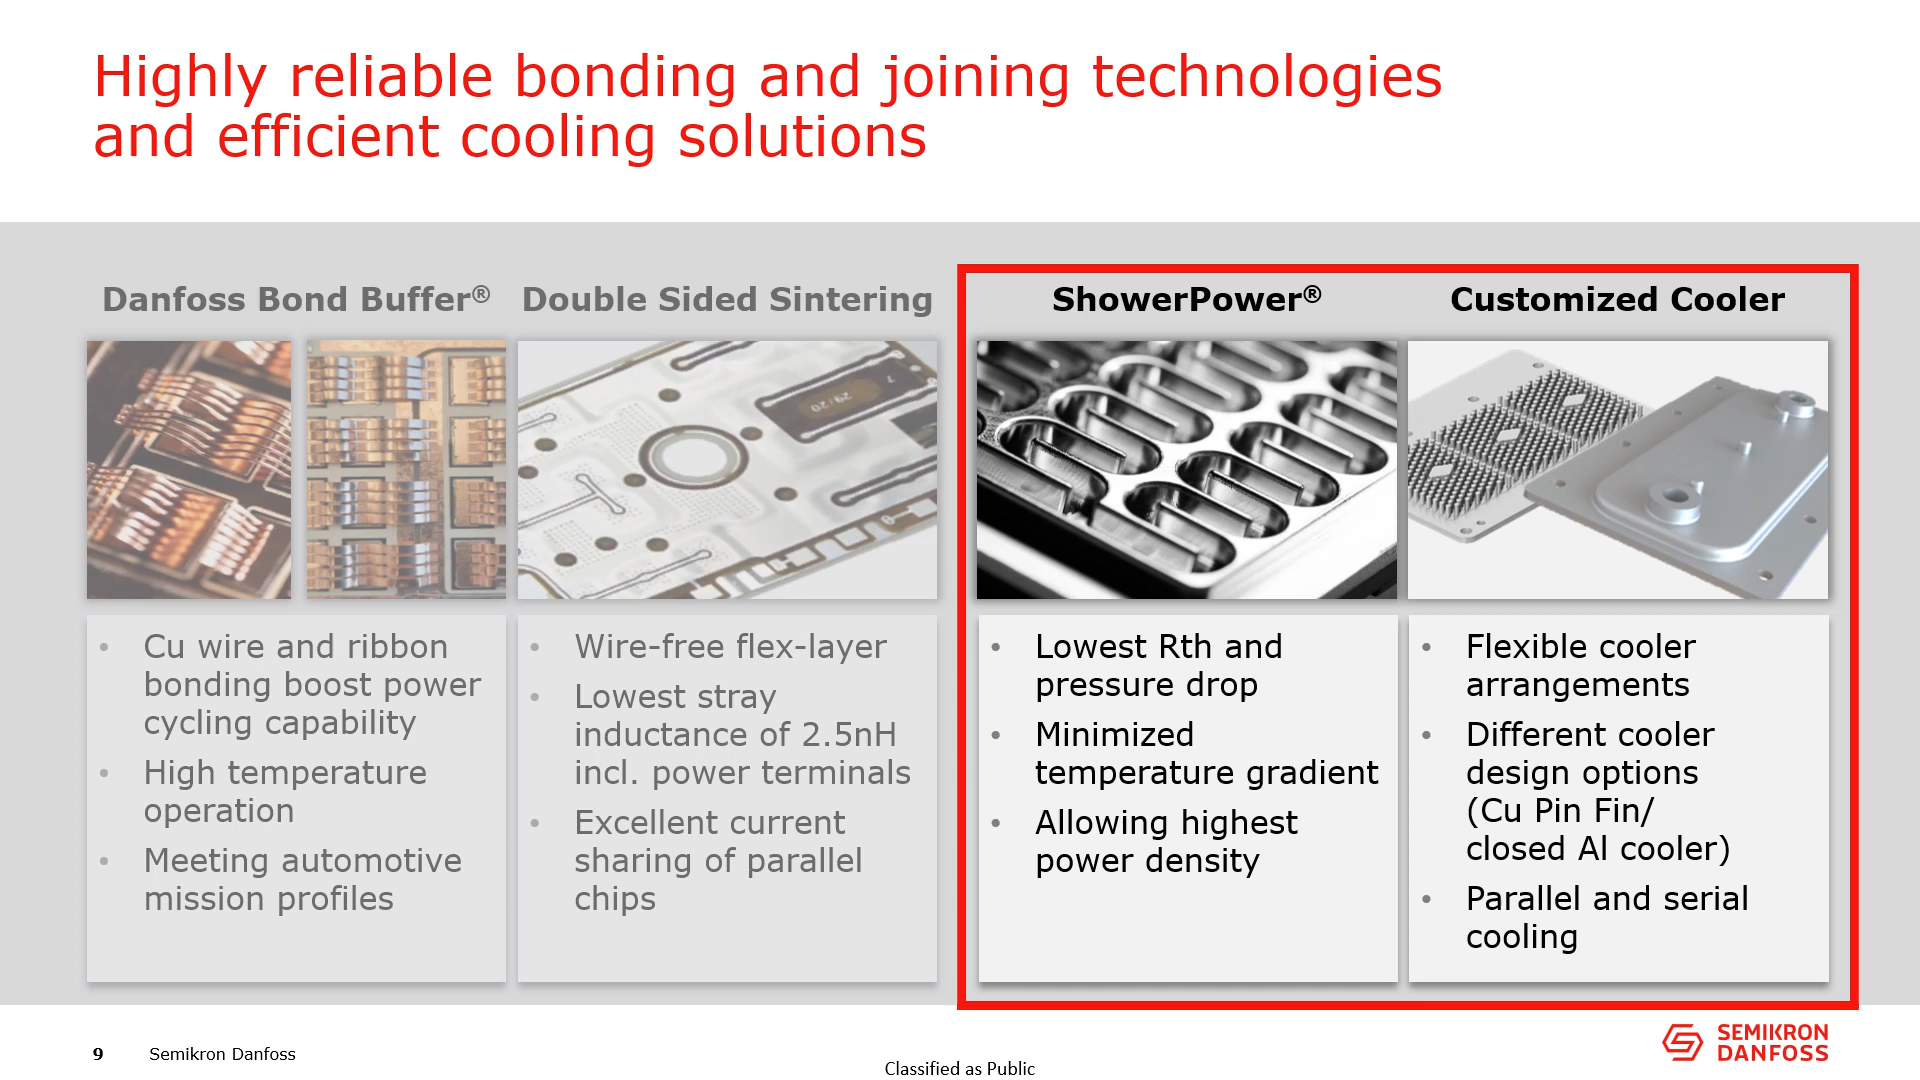 Highly reliable bonding and joining technologies
and efficient cooling solutions
Danfoss Bond Buffer®
Double Sided Sintering
ShowerPower®
Customized Cooler
29/20
7
• Cu wire and ribbon
bonding boost power
cycling capability
• High temperature
operation
• Meeting automotive
mission profiles
• Wire-free flex-layer
• Lowest stray
inductance of 2.5nH
incl. power terminals
• Excellent current
sharing of parallel
chips
• Lowest Rth and
pressure drop
• Minimized
temperature gradient
• Allowing highest
power density
• Flexible cooler
arrangements
• Different cooler
design options
(Cu Pin Fin/
closed Al cooler)
• Parallel and serial
cooling
9
Semikron Danfoss
Classified as Public
SEMIKRON
DANFOSS